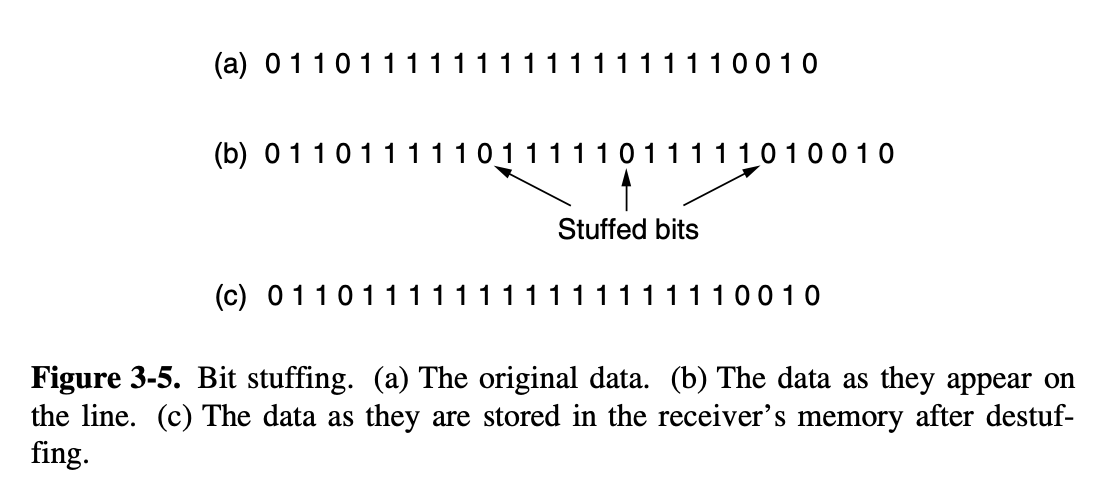 (a) 0 1 1 0 1 1 1 1 1 1 1 1 1 1 1 1 1 1 1 1 0 0 1 0
(b) 0 1 1 0 1 1 1 1 1 0 1 1 1 1 1 0 1 1 1 1 1 0 1 0 0 1 0
Stuffed bits
(c) 0 1 1 0 1 1 1 1 1 1 1 1 1 1 1 1 1 1 1 1 0 0 1 0
Figure 3-5. Bit stuffing. (a) The original data. (b) The data as they appear on
the line. (c) The data as they are stored in the receiver’s memory after destuf-
fing.